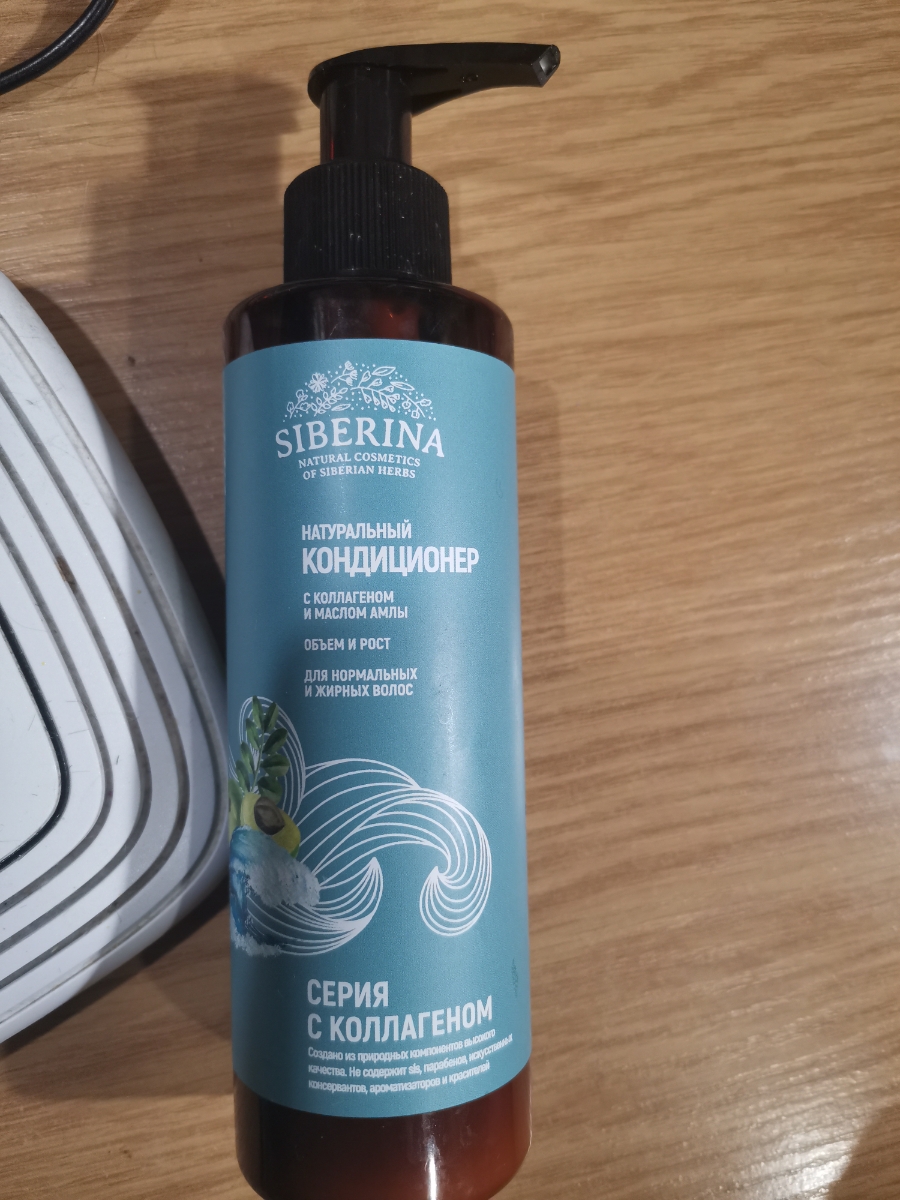 SIBERINA
NATURAL COSMETICS
OF SIBERIAN HERBS
НАТУРАЛЬНЫЙ
КОНДИЦИОНЕР
С КОЛЛАГЕНОМ
И МАСЛОМ АМЛЫ
ОБЪЕМ И РОСТ
ДЛЯ НОРМАЛЬНЫХ
И ЖИРНЫХ ВОЛОС
СЕРИЯ
С КОЛЛАГЕНОМ
Создано из природных компонентов высокого
качества. Не содержит sls, парабенов, искусственных
консервантов, ароматизаторов и красителей